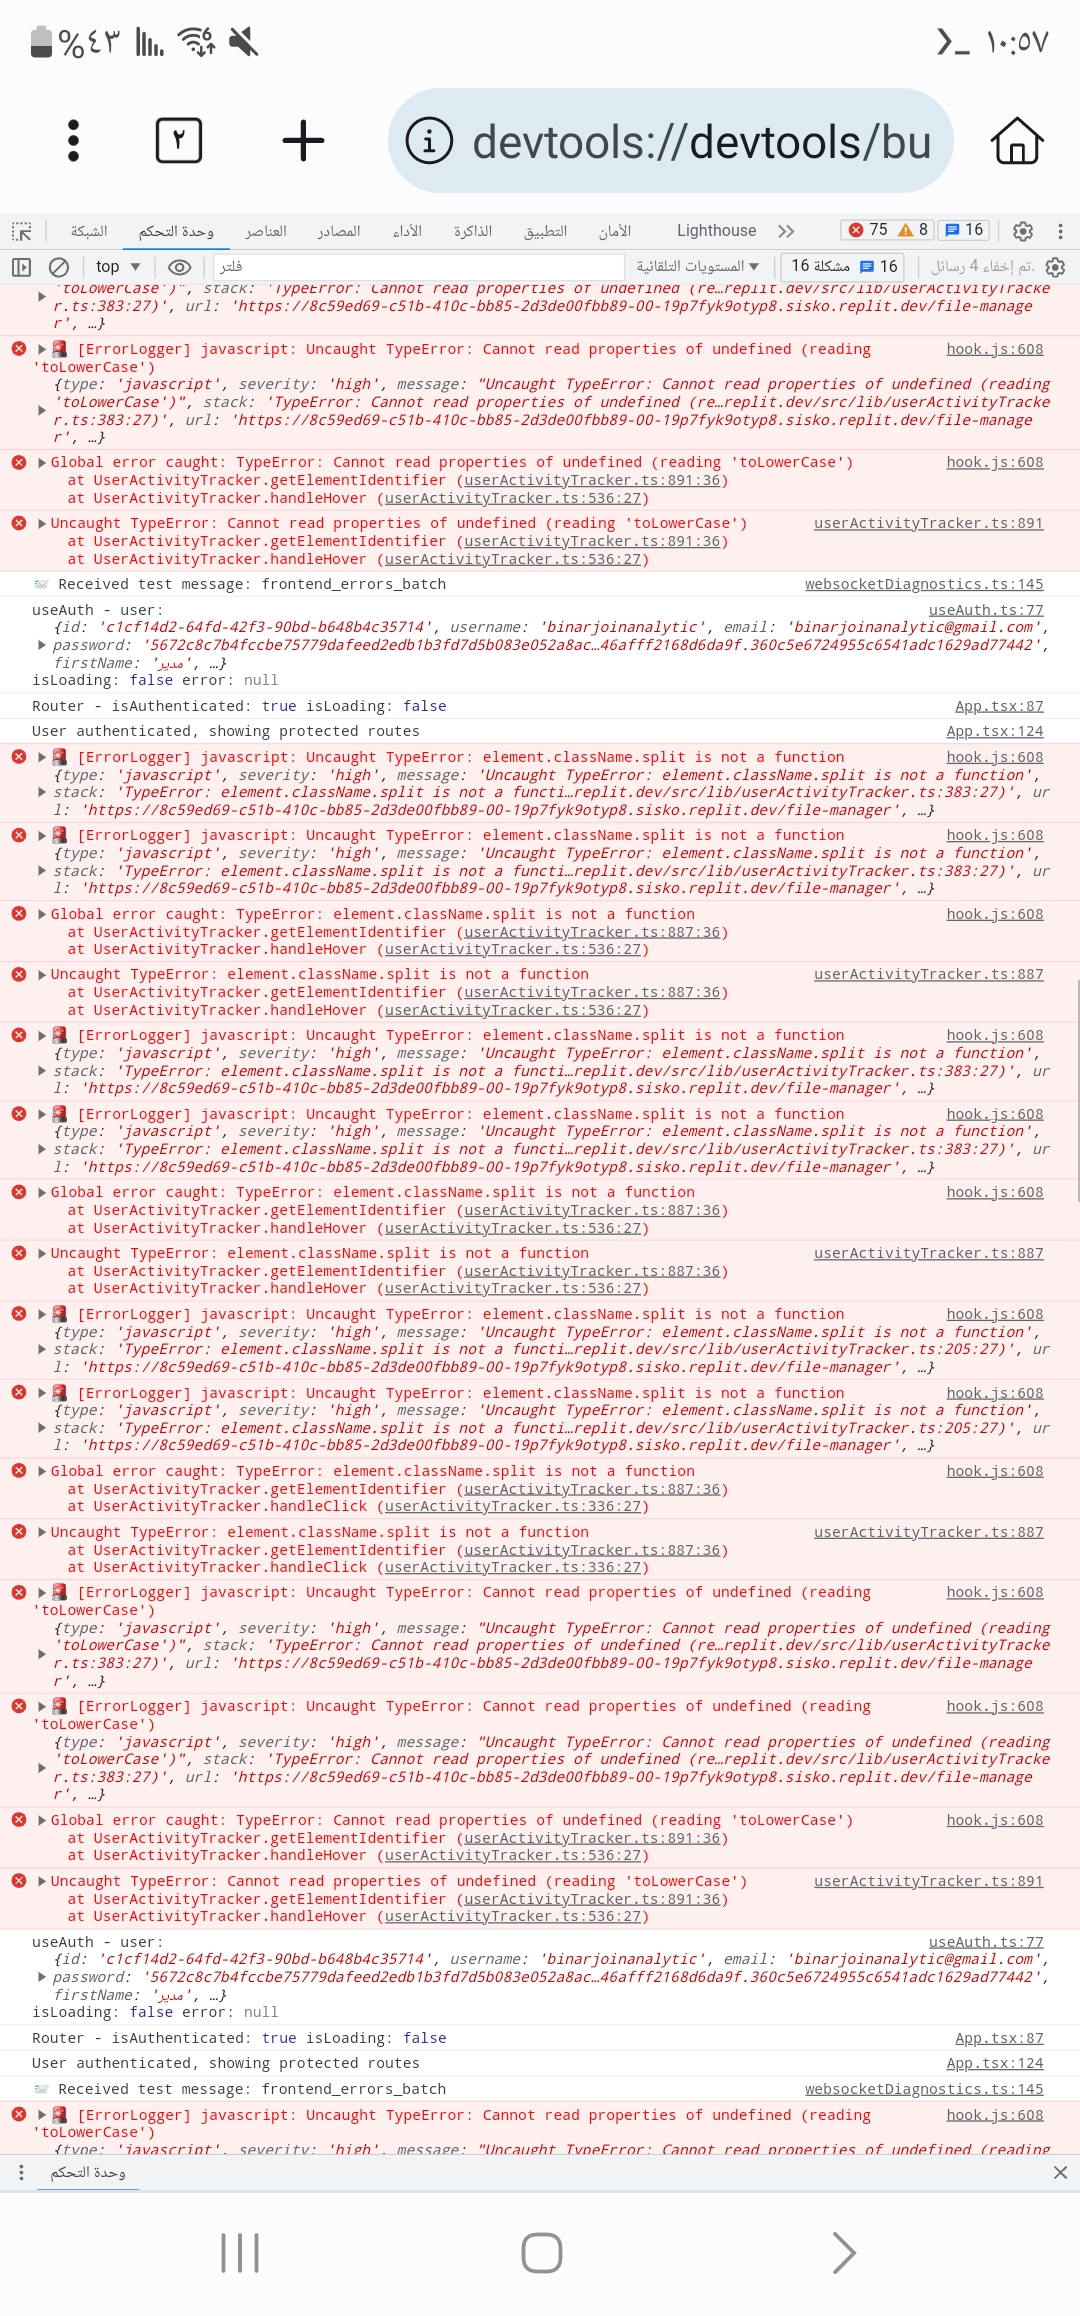 %٤٣ ١٠:٥٧
٢ devtools://devtools/bu
الشبكة وحدة التحكم العناصر المصادر الأداء الذاكرة التطبيق الأمان Lighthouse 75 8 16
top فلتر المستويات التلقائية 16 مشكلة 16 تم إخفاء 4 رسائل.
'toLowerCase')", stack: 'TypeError: Cannot read properties of undefined (re…replit.dev/src/lib/userActivityTracke
r.ts:383:27)', url: 'https://8c59ed69-c51b-410c-bb85-2d3de00fbb89-00-19p7fyk9otyp8.sisko.replit.dev/file-manage
r', …}
[ErrorLogger] javascript: Uncaught TypeError: Cannot read properties of undefined (reading hook.js:608
'toLowerCase')
{type: 'javascript', severity: 'high', message: "Uncaught TypeError: Cannot read properties of undefined (reading
'toLowerCase')", stack: 'TypeError: Cannot read properties of undefined (re…replit.dev/src/lib/userActivityTracke
r.ts:383:27)', url: 'https://8c59ed69-c51b-410c-bb85-2d3de00fbb89-00-19p7fyk9otyp8.sisko.replit.dev/file-manage
r', …}
Global error caught: TypeError: Cannot read properties of undefined (reading 'toLowerCase') hook.js:608
at UserActivityTracker.getElementIdentifier (userActivityTracker.ts:891:36)
at UserActivityTracker.handleHover (userActivityTracker.ts:536:27)
Uncaught TypeError: Cannot read properties of undefined (reading 'toLowerCase') userActivityTracker.ts:891
at UserActivityTracker.getElementIdentifier (userActivityTracker.ts:891:36)
at UserActivityTracker.handleHover (userActivityTracker.ts:536:27)
Received test message: frontend_errors_batch websocketDiagnostics.ts:145
useAuth - user: useAuth.ts:77
{id: 'c1cf14d2-64fd-42f3-90bd-b648b4c35714', username: 'binarjoinanalytic', email: 'binarjoinanalytic@gmail.com',
password: '5672c8c7b4fccbe75779dafeed2edb1b3fd7d5b083e052a8ac…46afff2168d6da9f.360c5e6724955c6541adc1629ad77442',
firstName: 'مدير', …}
isLoading: false error: null
Router - isAuthenticated: true isLoading: false App.tsx:87
User authenticated, showing protected routes App.tsx:124
[ErrorLogger] javascript: Uncaught TypeError: element.className.split is not a function hook.js:608
{type: 'javascript', severity: 'high', message: 'Uncaught TypeError: element.className.split is not a function',
stack: 'TypeError: element.className.split is not a functi…replit.dev/src/lib/userActivityTracker.ts:383:27)', ur
l: 'https://8c59ed69-c51b-410c-bb85-2d3de00fbb89-00-19p7fyk9otyp8.sisko.replit.dev/file-manager', …}
[ErrorLogger] javascript: Uncaught TypeError: element.className.split is not a function hook.js:608
{type: 'javascript', severity: 'high', message: 'Uncaught TypeError: element.className.split is not a function',
stack: 'TypeError: element.className.split is not a functi…replit.dev/src/lib/userActivityTracker.ts:383:27)', ur
l: 'https://8c59ed69-c51b-410c-bb85-2d3de00fbb89-00-19p7fyk9otyp8.sisko.replit.dev/file-manager', …}
Global error caught: TypeError: element.className.split is not a function hook.js:608
at UserActivityTracker.getElementIdentifier (userActivityTracker.ts:887:36)
at UserActivityTracker.handleHover (userActivityTracker.ts:536:27)
Uncaught TypeError: element.className.split is not a function userActivityTracker.ts:887
at UserActivityTracker.getElementIdentifier (userActivityTracker.ts:887:36)
at UserActivityTracker.handleHover (userActivityTracker.ts:536:27)
[ErrorLogger] javascript: Uncaught TypeError: element.className.split is not a function hook.js:608
{type: 'javascript', severity: 'high', message: 'Uncaught TypeError: element.className.split is not a function',
stack: 'TypeError: element.className.split is not a functi…replit.dev/src/lib/userActivityTracker.ts:383:27)', ur
l: 'https://8c59ed69-c51b-410c-bb85-2d3de00fbb89-00-19p7fyk9otyp8.sisko.replit.dev/file-manager', …}
[ErrorLogger] javascript: Uncaught TypeError: element.className.split is not a function hook.js:608
{type: 'javascript', severity: 'high', message: 'Uncaught TypeError: element.className.split is not a function',
stack: 'TypeError: element.className.split is not a functi…replit.dev/src/lib/userActivityTracker.ts:383:27)', ur
l: 'https://8c59ed69-c51b-410c-bb85-2d3de00fbb89-00-19p7fyk9otyp8.sisko.replit.dev/file-manager', …}
Global error caught: TypeError: element.className.split is not a function hook.js:608
at UserActivityTracker.getElementIdentifier (userActivityTracker.ts:887:36)
at UserActivityTracker.handleHover (userActivityTracker.ts:536:27)
Uncaught TypeError: element.className.split is not a function userActivityTracker.ts:887
at UserActivityTracker.getElementIdentifier (userActivityTracker.ts:887:36)
at UserActivityTracker.handleHover (userActivityTracker.ts:536:27)
[ErrorLogger] javascript: Uncaught TypeError: element.className.split is not a function hook.js:608
{type: 'javascript', severity: 'high', message: 'Uncaught TypeError: element.className.split is not a function',
stack: 'TypeError: element.className.split is not a functi…replit.dev/src/lib/userActivityTracker.ts:205:27)', ur
l: 'https://8c59ed69-c51b-410c-bb85-2d3de00fbb89-00-19p7fyk9otyp8.sisko.replit.dev/file-manager', …}
[ErrorLogger] javascript: Uncaught TypeError: element.className.split is not a function hook.js:608
{type: 'javascript', severity: 'high', message: 'Uncaught TypeError: element.className.split is not a function',
stack: 'TypeError: element.className.split is not a functi…replit.dev/src/lib/userActivityTracker.ts:205:27)', ur
l: 'https://8c59ed69-c51b-410c-bb85-2d3de00fbb89-00-19p7fyk9otyp8.sisko.replit.dev/file-manager', …}
Global error caught: TypeError: element.className.split is not a function hook.js:608
at UserActivityTracker.getElementIdentifier (userActivityTracker.ts:887:36)
at UserActivityTracker.handleClick (userActivityTracker.ts:336:27)
Uncaught TypeError: element.className.split is not a function userActivityTracker.ts:887
at UserActivityTracker.getElementIdentifier (userActivityTracker.ts:887:36)
at UserActivityTracker.handleClick (userActivityTracker.ts:336:27)
[ErrorLogger] javascript: Uncaught TypeError: Cannot read properties of undefined (reading hook.js:608
'toLowerCase')
{type: 'javascript', severity: 'high', message: "Uncaught TypeError: Cannot read properties of undefined (reading
'toLowerCase')", stack: 'TypeError: Cannot read properties of undefined (re…replit.dev/src/lib/userActivityTracke
r.ts:383:27)', url: 'https://8c59ed69-c51b-410c-bb85-2d3de00fbb89-00-19p7fyk9otyp8.sisko.replit.dev/file-manage
r', …}
[ErrorLogger] javascript: Uncaught TypeError: Cannot read properties of undefined (reading hook.js:608
'toLowerCase')
{type: 'javascript', severity: 'high', message: "Uncaught TypeError: Cannot read properties of undefined (reading
'toLowerCase')", stack: 'TypeError: Cannot read properties of undefined (re…replit.dev/src/lib/userActivityTracke
r.ts:383:27)', url: 'https://8c59ed69-c51b-410c-bb85-2d3de00fbb89-00-19p7fyk9otyp8.sisko.replit.dev/file-manage
r', …}
Global error caught: TypeError: Cannot read properties of undefined (reading 'toLowerCase') hook.js:608
at UserActivityTracker.getElementIdentifier (userActivityTracker.ts:891:36)
at UserActivityTracker.handleHover (userActivityTracker.ts:536:27)
Uncaught TypeError: Cannot read properties of undefined (reading 'toLowerCase') userActivityTracker.ts:891
at UserActivityTracker.getElementIdentifier (userActivityTracker.ts:891:36)
at UserActivityTracker.handleHover (userActivityTracker.ts:536:27)
useAuth - user: useAuth.ts:77
{id: 'c1cf14d2-64fd-42f3-90bd-b648b4c35714', username: 'binarjoinanalytic', email: 'binarjoinanalytic@gmail.com',
password: '5672c8c7b4fccbe75779dafeed2edb1b3fd7d5b083e052a8ac…46afff2168d6da9f.360c5e6724955c6541adc1629ad77442',
firstName: 'مدير', …}
isLoading: false error: null
Router - isAuthenticated: true isLoading: false App.tsx:87
User authenticated, showing protected routes App.tsx:124
Received test message: frontend_errors_batch websocketDiagnostics.ts:145
[ErrorLogger] javascript: Uncaught TypeError: Cannot read properties of undefined (reading hook.js:608
'toLowerCase')
{type: 'javascript', severity: 'high', message: "Uncaught TypeError: Cannot read properties of undefined (reading
وحدة التحكم